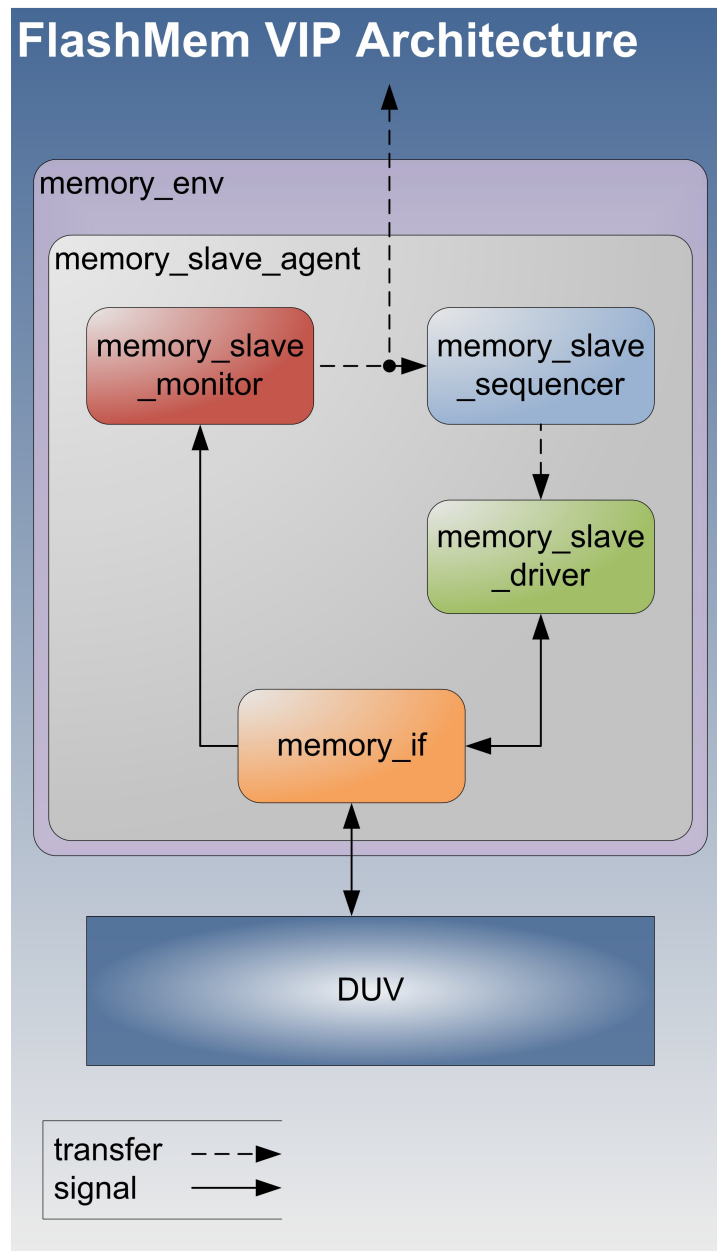 FlashMem VIP Architecture
memory_env
memory_slave_agent
memory_slave
_monitor
memory_slave
_sequencer
memory_slave
_driver
memory_if
DUV
transfer
signal